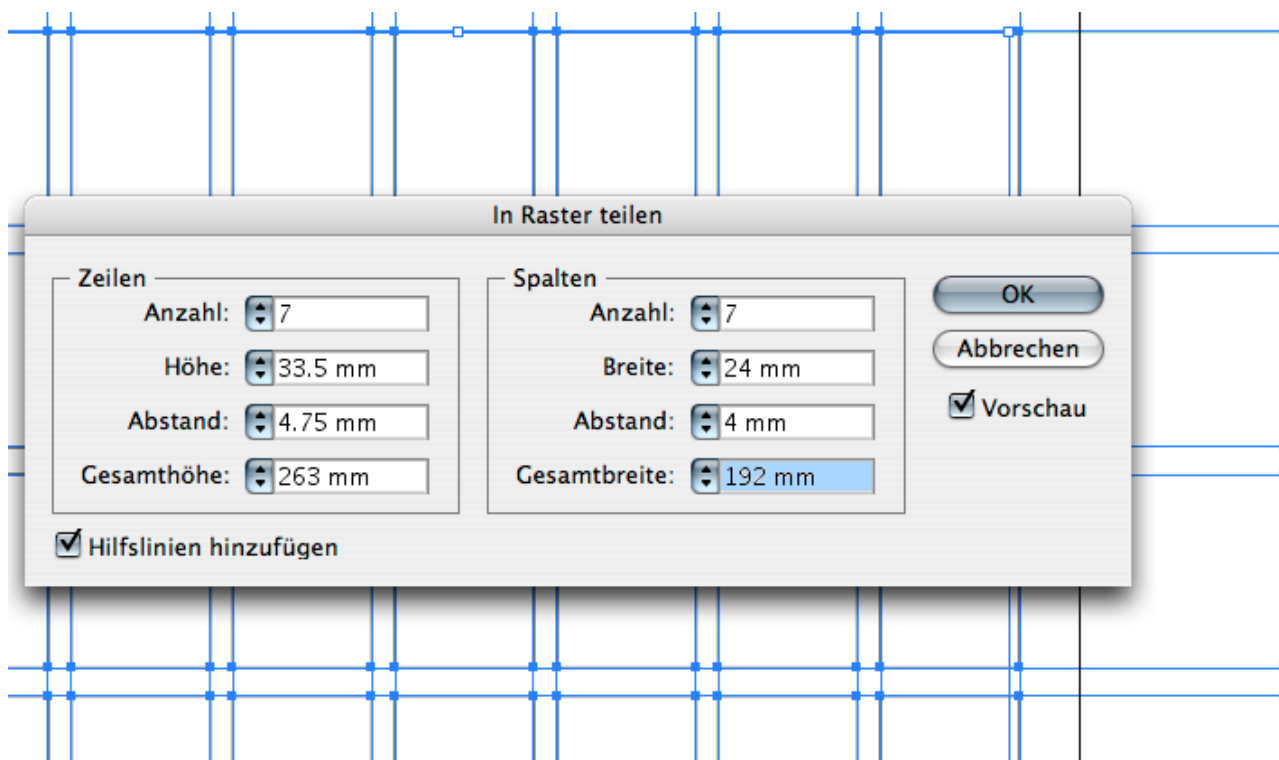 In Raster teilen
Zeilen
Anzahl: 7
Höhe: 33.5 mm
Abstand: 4.75 mm
Gesamthöhe: 263 mm
Spalten
Anzahl: 7
Breite: 24 mm
Abstand: 4 mm
Gesamtbreite: 192 mm
OK
Abbrechen
Vorschau
Hilfslinien hinzufügen